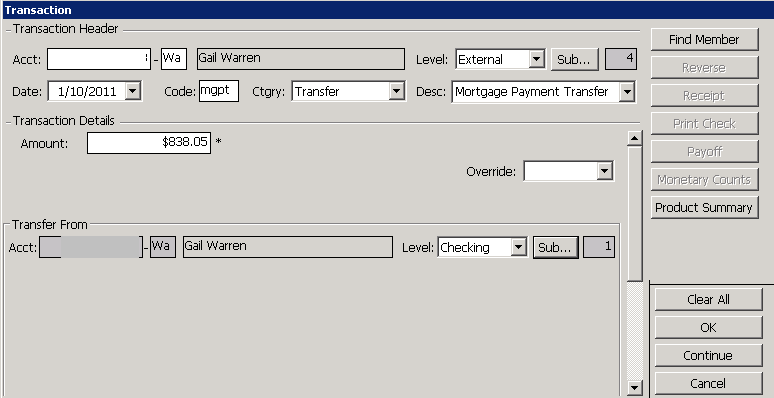 Transaction
Transaction Header
Find Member
Acct: - Wa Gail Warren Level: External Sub... 4
Reverse
Date: 1/10/2011 Code: mgpt Ctgry: Transfer Desc: Mortgage Payment Transfer
Receipt
Transaction Details
Print Check
Amount: $838.05 *
Payoff
Override:
Monetary Counts
Product Summary
Transfer From
Acct: - Wa Gail Warren Level: Checking Sub... 1
Clear All
OK
Continue
Cancel